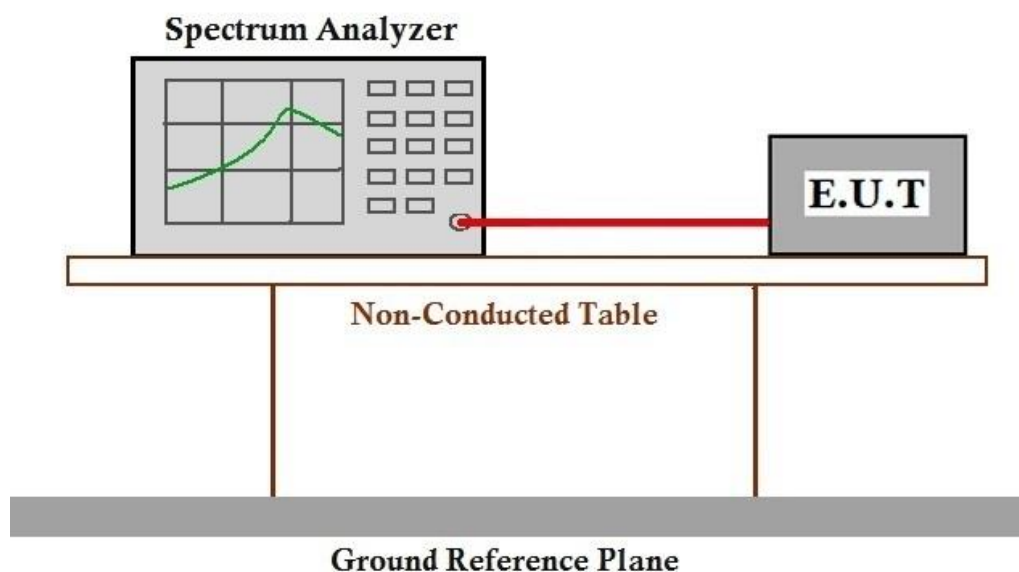 Spectrum Analyzer
E.U.T
Non-Conducted Table
Ground Reference Plane